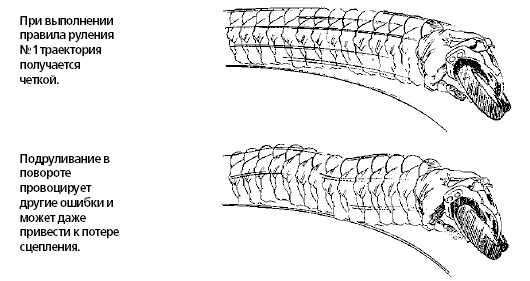 При выполнении
правила руления
№1 траектория
получается
четкой.
Подруливание в
повороте
провоцирует
другие ошибки и
может даже
привести к потере
сцепления.